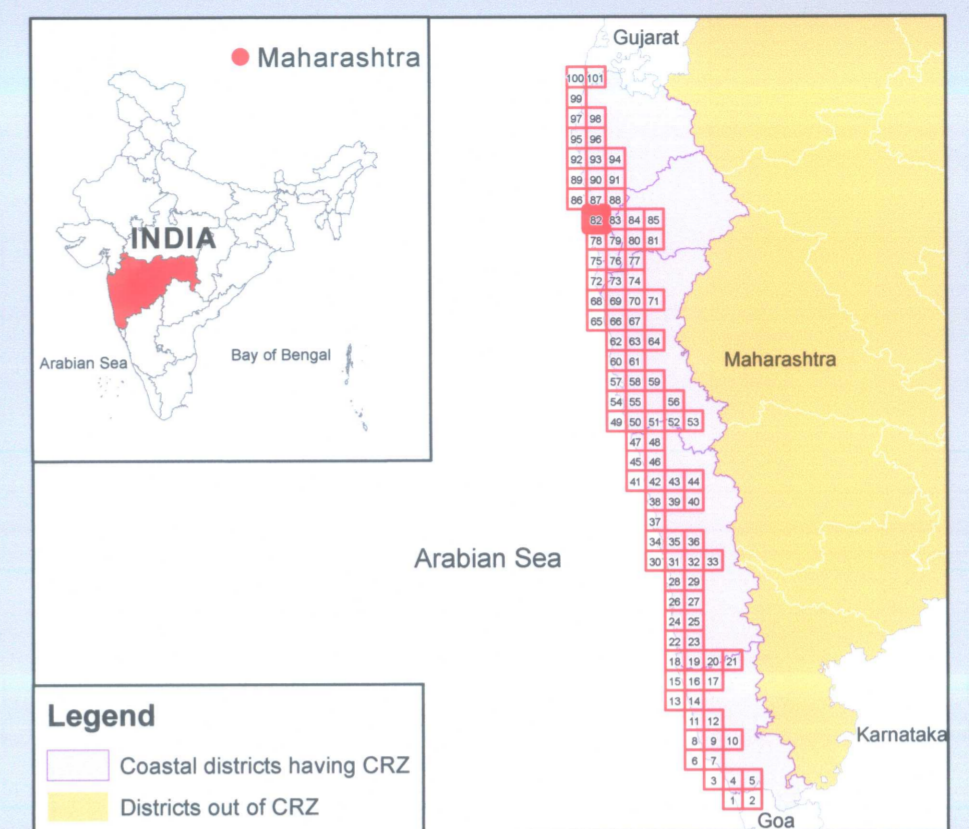 Maharashtra
INDIA
Arabian Sea
Bay of Bengal
Gujarat
100 101
99
97 98
95 96
92 93 94
89 90 91
86 87 88
82 83 84 85
78 79 80 81
75 76 77
72 73 74
68 69 70 71
65 66 67
62 63 64
60 61
Maharashtra
57 58 59
54 55 56
49 50 51 52 53
47 48
45 46
41 42 43 44
38 39 40
37
34 35 36
Arabian Sea
30 31 32 33
28 29
26 27
24 25
22 23
18 19 20 21
15 16 17
13 14
11 12
Karnataka
8 9 10
6 7
3 4 5
1 2
Goa
Legend
Coastal districts having CRZ
Districts out of CRZ